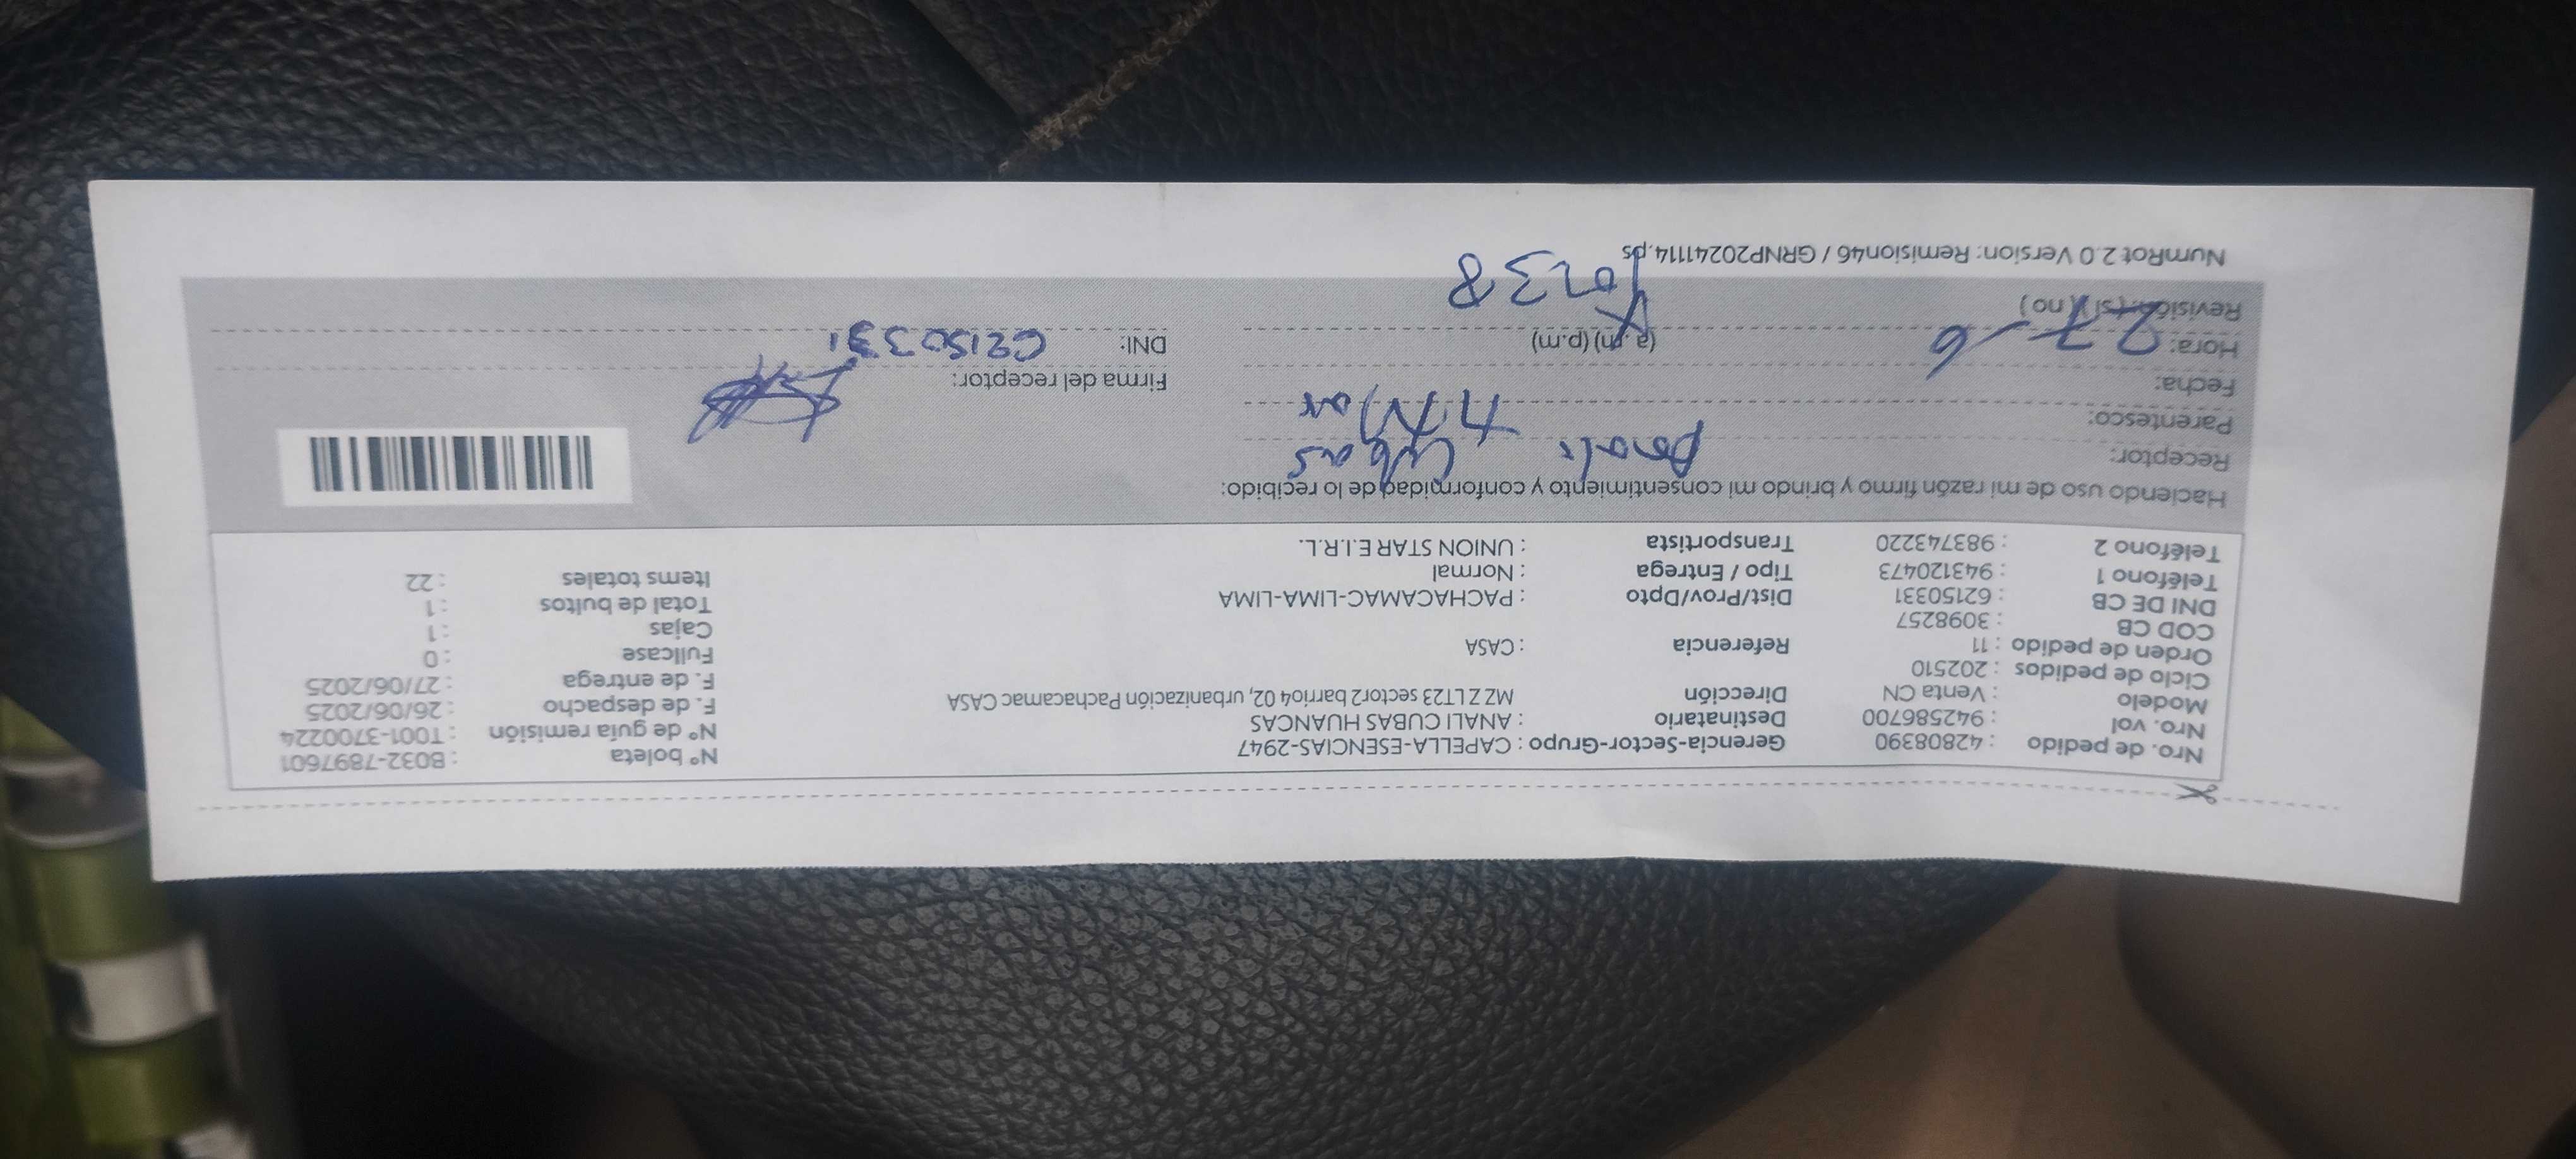 Nro. de pedido : 42808390 Gerencia-Sector-Grupo : CAPELLA-ESENCIAS-2947 N° boleta : B032-7897601
Nro. vol : 942586700 Destinatario : ANALI CUBAS HUANCAS N° de guía remisión : T001-3700224
Modelo : Venta CN Dirección MZ Z LT23 sector2 barrio4 02, urbanización Pachacamac CASA F. de despacho : 26/06/2025
Ciclo de pedidos : 202510 F. de entrega : 27/06/2025
Orden de pedido : 11 Referencia : CASA Fullcase : 0
COD CB : 3098257 Cajas : 1
DNI DE CB : 62150331 Dist/Prov/Dpto : PACHACAMAC-LIMA-LIMA Total de bultos : 1
Teléfono 1 : 943120473 Tipo / Entrega : Normal Items totales : 22
Teléfono 2 : 983743220 Transportista : UNION STAR E.I.R.L.
Haciendo uso de mi razón firmo y brindo mi consentimiento y conformidad de lo recibido:
Receptor: Anali Cubas
Parentesco:
Fecha: Firma del receptor:
Hora: 27-6 (a.m) (p.m) DNI: 62150331
Revisión: (si) (no)
NumRot 2.0 Version: Remision46 / GRNP20241114.ps